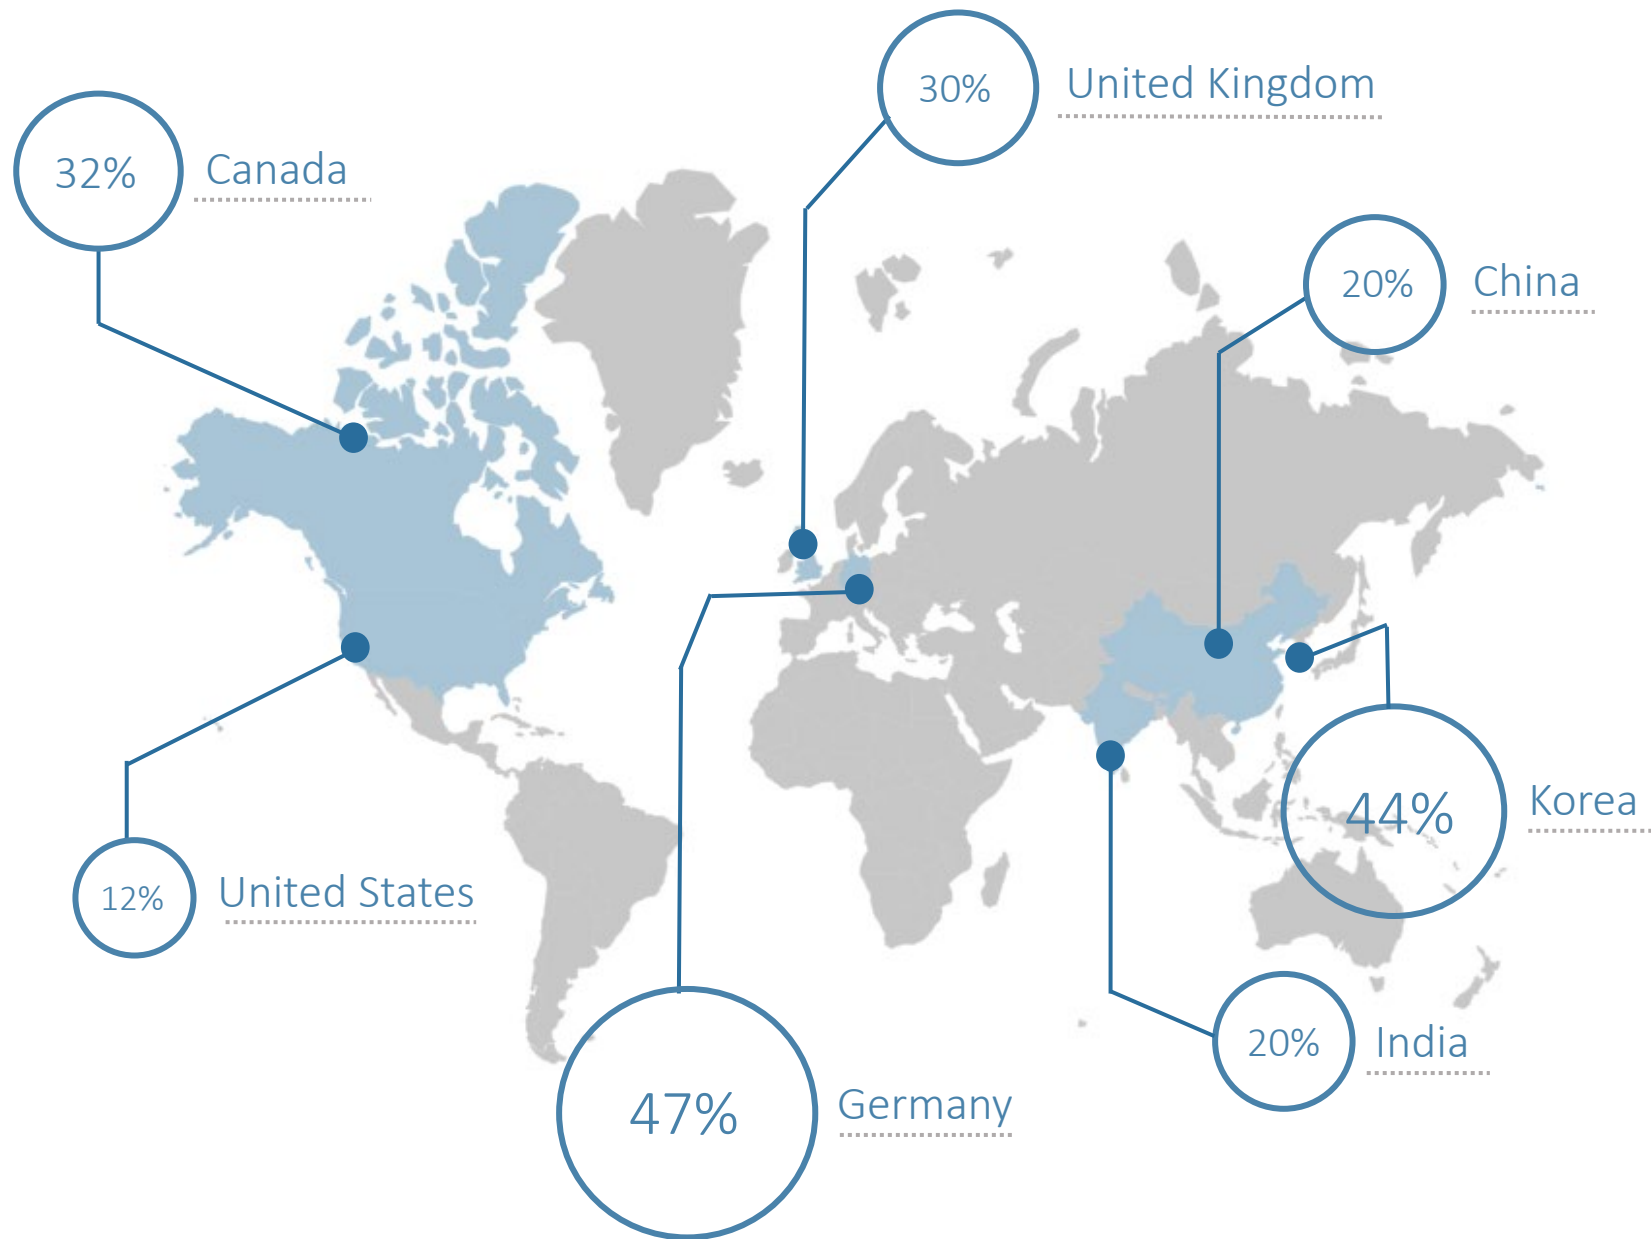 30%
United Kingdom
32%
Canada
20%
China
44%
Korea
12%
United States
20%
India
47%
Germany